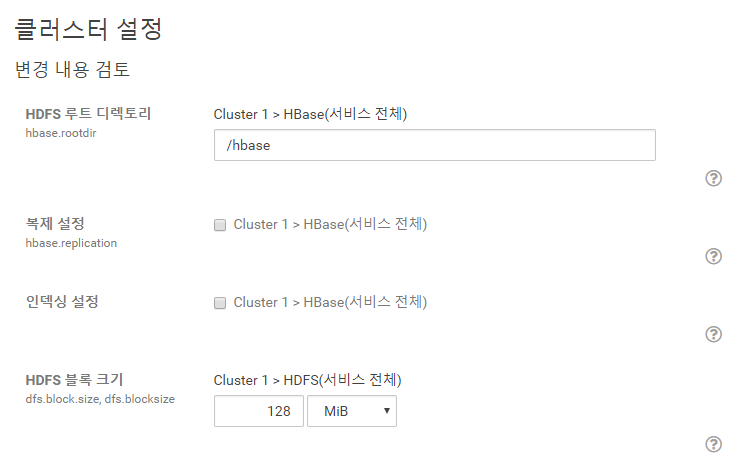 클러스터 설정
변경 내용 검토
HDFS 루트 디렉토리
hbase.rootdir
Cluster 1 > HBase(서비스 전체)
/hbase
?
복제 설정
hbase.replication
Cluster 1 > HBase(서비스 전체)
?
인덱싱 설정
Cluster 1 > HBase(서비스 전체)
?
HDFS 블록 크기
dfs.block.size, dfs.blocksize
Cluster 1 > HDFS(서비스 전체)
128 MiB
?